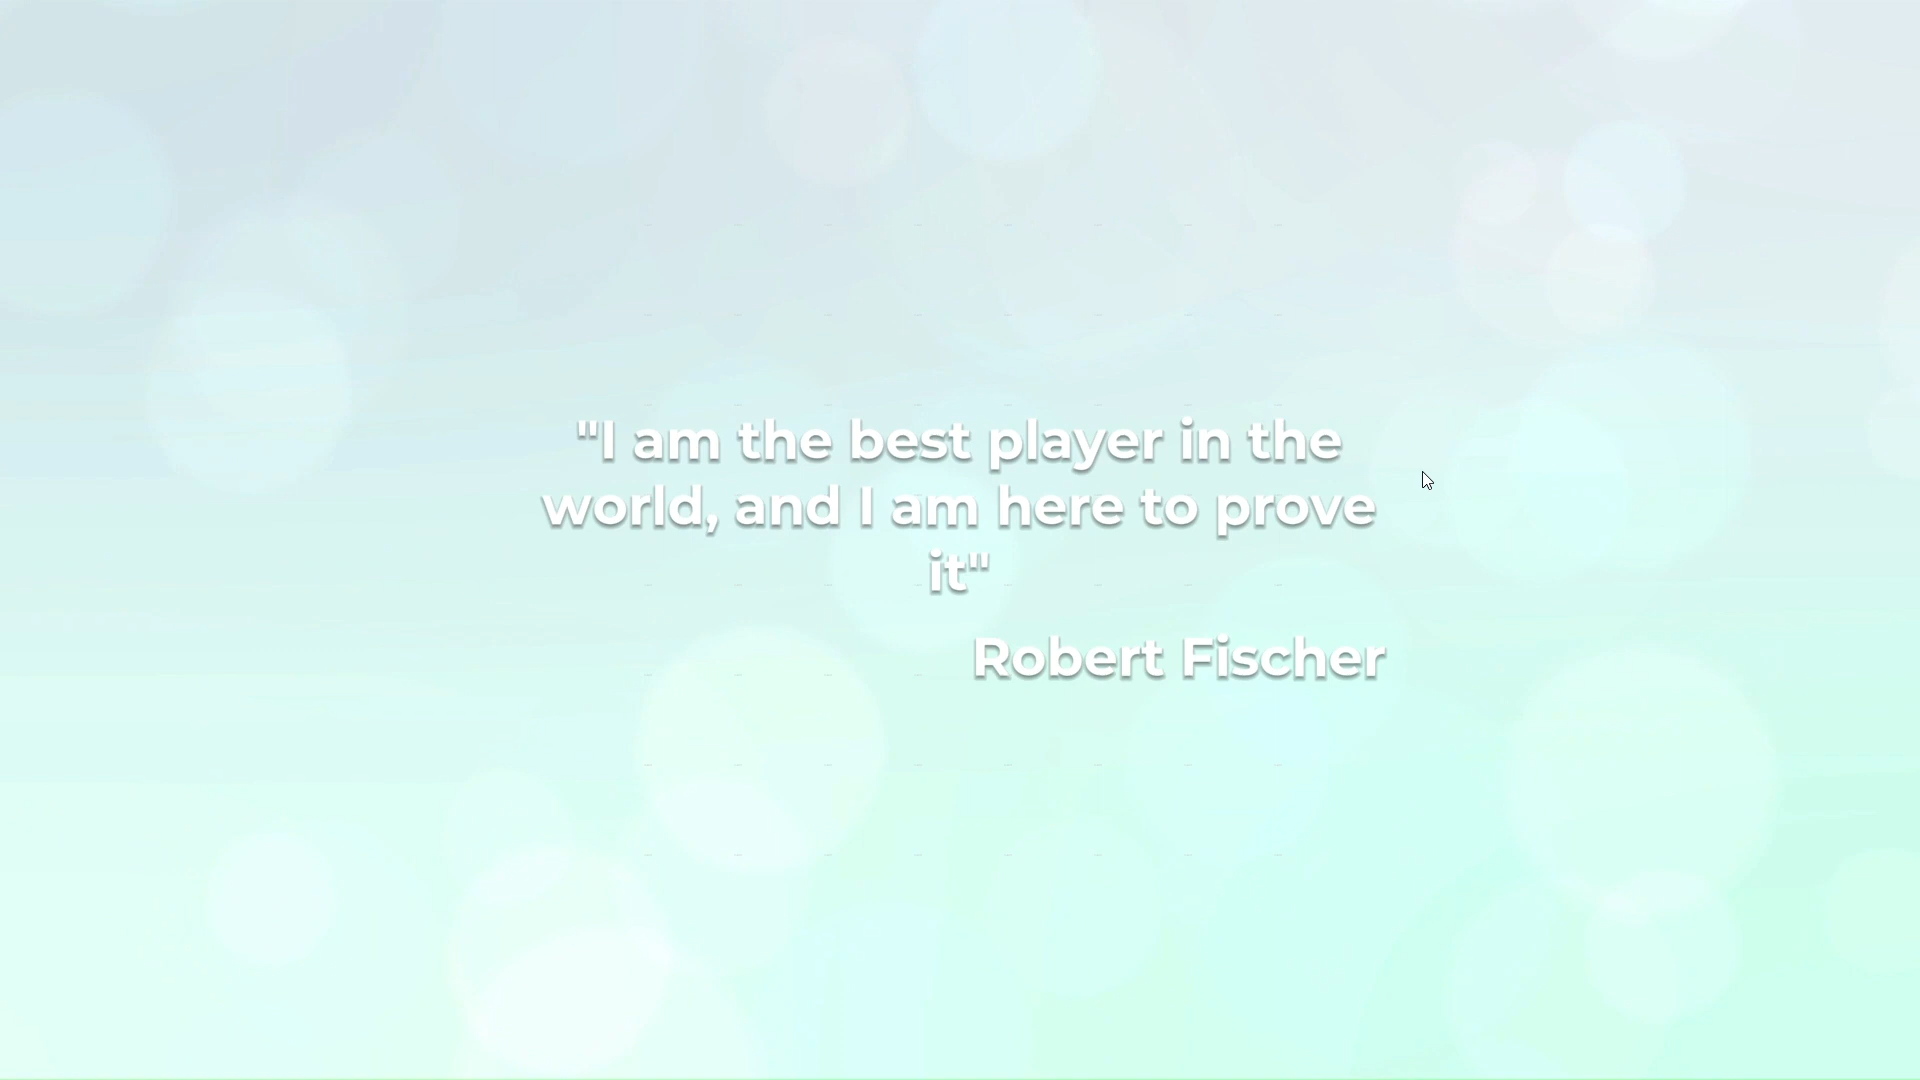 "I am the best player in the
world, and I am here to prove
it"
Robert Fischer